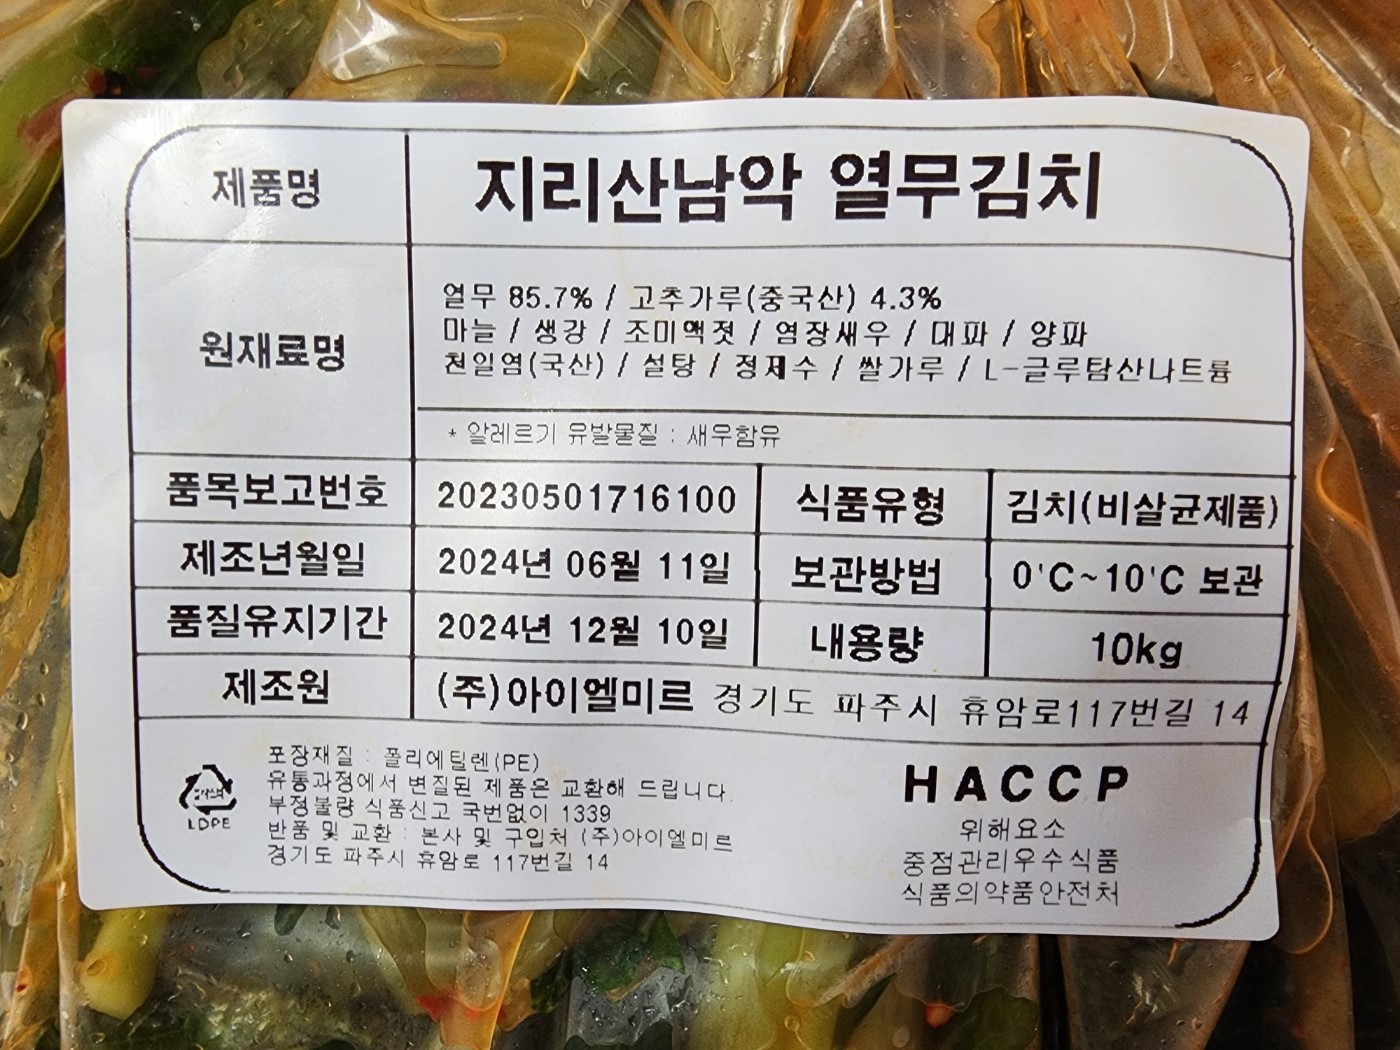 제품명 지리산남악 열무김치
원재료명
열무 85.7% / 고추가루(중국산) 4.3%
마늘 / 생강 / 조미액젓 / 염장새우 / 대파 / 양파
천일염(국산) / 설탕 / 정제수 / 쌀가루 / L-글루탐산나트륨
* 알레르기 유발물질 : 새우함유
품목보고번호 20230501716100 식품유형 김치(비살균제품)
제조년월일 2024년 06월 11일 보관방법 0'C~10'C 보관
품질유지기간 2024년 12월 10일 내용량 10kg
제조원 (주)아이엘미르 경기도 파주시 휴암로117번길 14
포장재질 : 폴리에틸렌(PE)
유통과정에서 변질된 제품은 교환해 드립니다.
부정불량 식품신고 국번없이 1339
반품 및 교환 : 본사 및 구입처 (주)아이엘미르
경기도 파주시 휴암로 117번길 14
LDPE
HACCP
위해요소
중점관리우수식품
식품의약품안전처